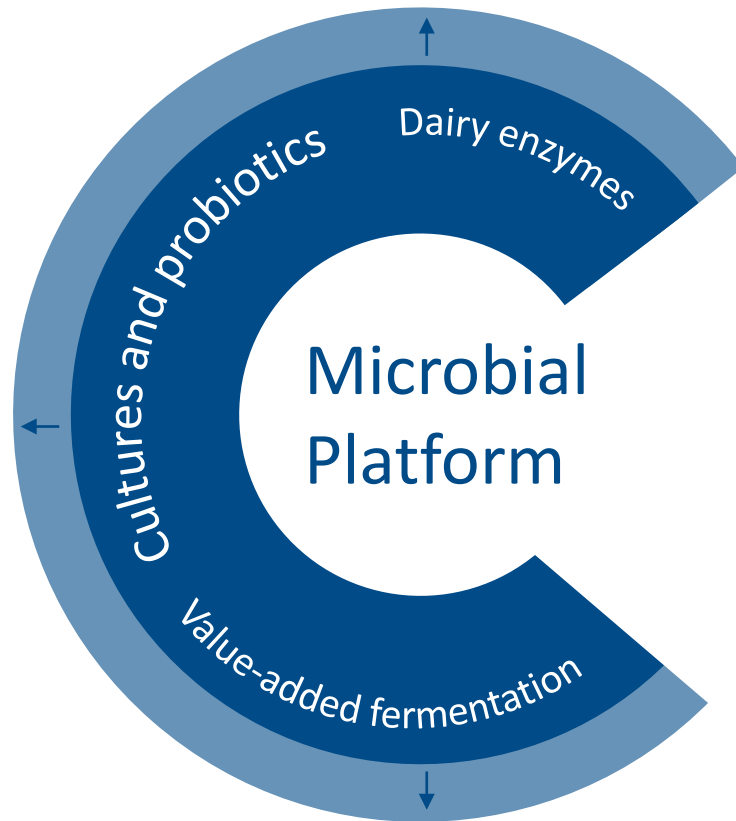 Dairy enzymes
Cultures and probiotics
Microbial
Platform
Value-added fermentation